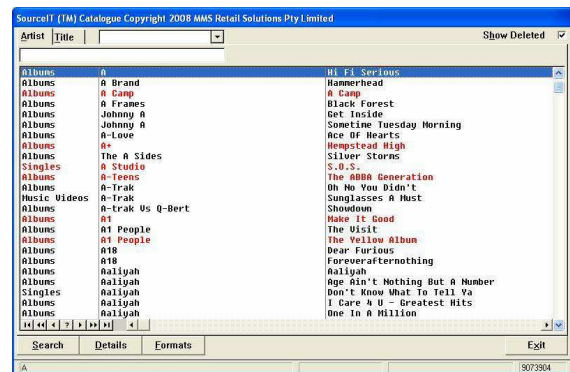 SourceIT (TM) Catalogue Copyright 2008 MMS Retail Solutions Pty Limited
Artist Title Show Deleted
Albums A Hi Fi Serious
Albums A Brand Hammerhead
Albums A Camp A Camp
Albums A Frames Black Forest
Albums Johnny A Get Inside
Albums Johnny A Sometime Tuesday Morning
Albums A-Love Ace Of Hearts
Albums A+ Hempstead High
Albums The A Sides Silver Storms
Singles A Studio S.O.S.
Albums A-Teens The ABBA Generation
Albums A-Trak Oh No You Didn't
Music Videos A-Trak Sunglasses A Must
Albums A-trak Vs Q-Bert Showdown
Albums A1 Make It Good
Albums A1 People The Visit
Albums A1 People The Yellow Album
Albums A18 Dear Furious
Albums A18 Foreverafternothing
Albums Aaliyah Aaliyah
Albums Aaliyah Age Ain't Nothing But A Number
Singles Aaliyah Don't Know What To Tell Ya
Albums Aaliyah I Care 4 U - Greatest Hits
Albums Aaliyah One In A Million
?
Search Details Formats Exit
A 9073904